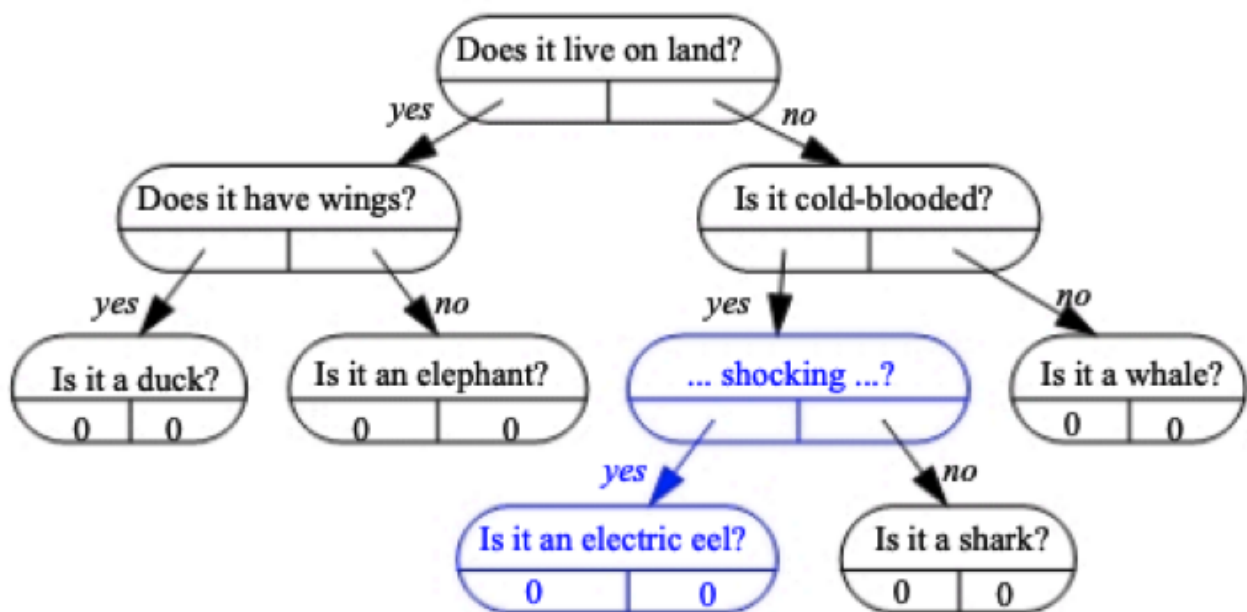 Does it live on land?
yes
no
Does it have wings?
Is it cold-blooded?
yes
no
yes
no
Is it a duck?
0 0
Is it an elephant?
0 0
... shocking ...?
Is it a whale?
0 0
yes
no
Is it an electric eel?
0 0
Is it a shark?
0 0